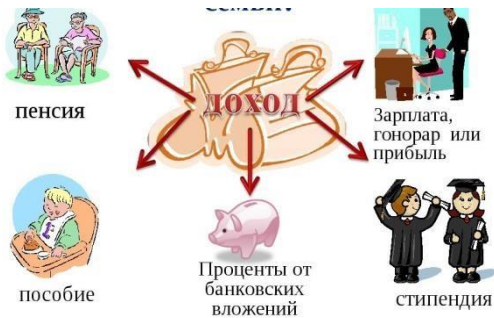 ДОХОД
пенсия
Зарплата,
гонорар или
прибыль
пособие
Проценты от
банковских
вложений
стипендия